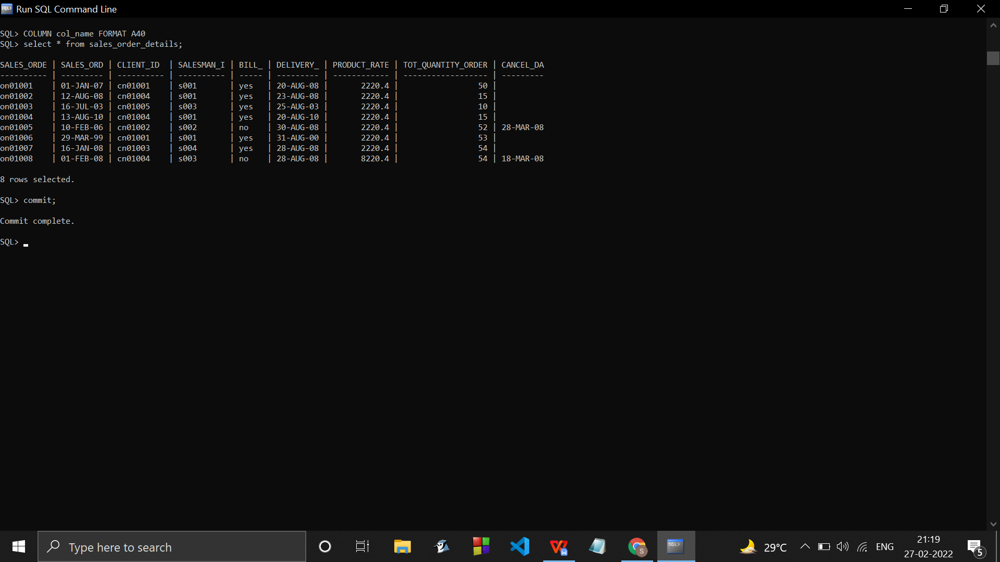 Run SQL Command Line
SQL> COLUMN col_name FORMAT A40
SQL> select * from sales_order_details;
SALES_ORDE | SALES_ORD | CLIENT_ID  | SALESMAN_I | BILL_ | DELIVERY_ | PRODUCT_RATE | TOT_QUANTITY_ORDER | CANCEL_DA
---------- | --------- | ---------- | ---------- | ----- | --------- | ------------ | ------------------ | ---------
on01001    | 01-JAN-07 | cn01001    | s001       | yes   | 20-AUG-08 |       2220.4 |                 50 |
on01002    | 12-AUG-08 | cn01004    | s001       | yes   | 23-AUG-08 |       2220.4 |                 15 |
on01003    | 16-JUL-03 | cn01005    | s003       | yes   | 25-AUG-03 |       2220.4 |                 10 |
on01004    | 13-AUG-10 | cn01004    | s001       | yes   | 20-AUG-10 |       2220.4 |                 15 |
on01005    | 10-FEB-06 | cn01002    | s002       | no    | 30-AUG-08 |       2220.4 |                 52 | 28-MAR-08
on01006    | 29-MAR-99 | cn01001    | s001       | yes   | 31-AUG-00 |       2220.4 |                 53 |
on01007    | 16-JAN-08 | cn01003    | s004       | yes   | 28-AUG-08 |       2220.4 |                 54 |
on01008    | 01-FEB-08 | cn01004    | s003       | no    | 28-AUG-08 |       8220.4 |                 54 | 18-MAR-08
8 rows selected.
SQL> commit;
Commit complete.
SQL>
Type here to search
29°C
ENG
21:19
27-02-2022
5